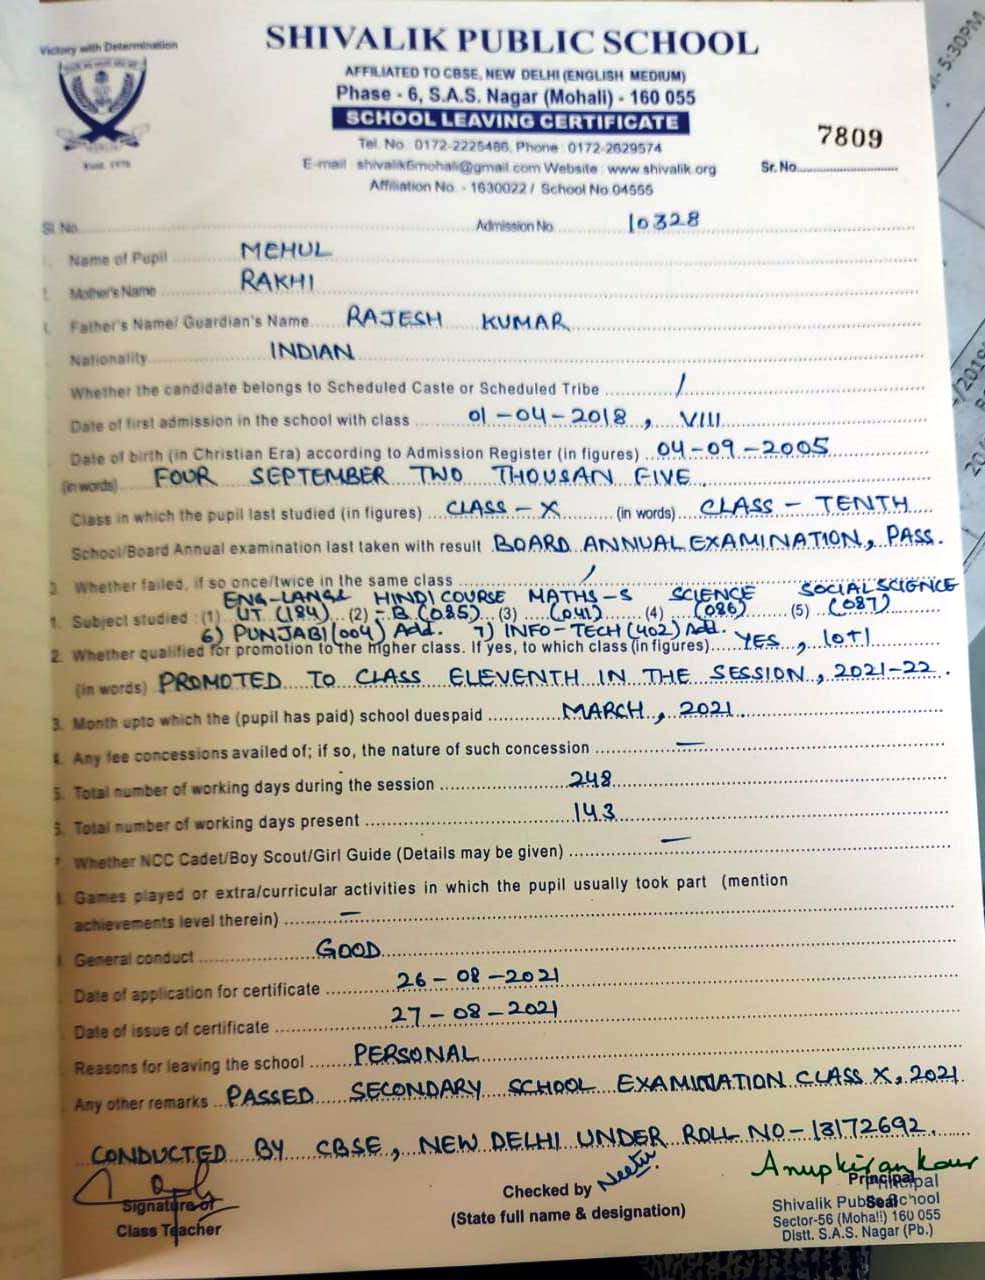 Victory with Determination
SHIVALIK PUBLIC SCHOOL
AFFILIATED TO CBSE, NEW DELHI (ENGLISH MEDIUM)
Phase - 6, S.A.S. Nagar (Mohali) - 160 055
SCHOOL LEAVING CERTIFICATE
Tel. No. 0172-2225486, Phone : 0172-2629574
E-mail : shivalik6mohali@gmail.com Website : www.shivalik.org
Affiliation No. - 1630022 / School No.04555
7809
Sr. No.
Sl. No. Admission No. 10328
Name of Pupil MEHUL
Mother's Name RAKHI
Father's Name/ Guardian's Name RAJESH KUMAR
Nationality INDIAN
Whether the candidate belongs to Scheduled Caste or Scheduled Tribe /
Date of first admission in the school with class 01-04-2018, VIII
Date of birth (in Christian Era) according to Admission Register (in figures) 04-09-2005
(in words) FOUR SEPTEMBER TWO THOUSAN FIVE
Class in which the pupil last studied (in figures) CLASS - X (in words) CLASS - TENTH
School/Board Annual examination last taken with result BOARD ANNUAL EXAMINATION, PASS.
Whether failed, if so once/twice in the same class /
ENG-LANG& HINDI COURSE MATHS-S SCIENCE SOCIAL SCIENCE
Subject studied : (1) LIT (184) (2) -B (085) (3) (041) (4) (086) (5) (087)
6) PUNJABI (004) Add. 7) INFO-TECH (402) Add.
2. Whether qualified for promotion to the higher class. If yes, to which class (in figures) YES, 10+1
(in words) PROMOTED TO CLASS ELEVENTH IN THE SESSION, 2021-22.
3. Month upto which the (pupil has paid) school duespaid MARCH, 2021.
4. Any fee concessions availed of; if so, the nature of such concession —
5. Total number of working days during the session 248
6. Total number of working days present 143
Whether NCC Cadet/Boy Scout/Girl Guide (Details may be given) —
Games played or extra/curricular activities in which the pupil usually took part (mention
achievements level therein) —
General conduct GOOD
Date of application for certificate 26-08-2021
Date of issue of certificate 27-08-2021
Reasons for leaving the school PERSONAL
Any other remarks PASSED SECONDARY SCHOOL EXAMINATION CLASS X, 2021
CONDUCTED BY CBSE, NEW DELHI UNDER ROLL NO-13172692.
Signature of
Class Teacher
Checked by Neetu
(State full name & designation)
Anupkiran Kaur
Principal
Principal
Seal
Shivalik Public School
Sector-56 (Mohali) 160 055
Distt. S.A.S. Nagar (Pb.)
5:30PM